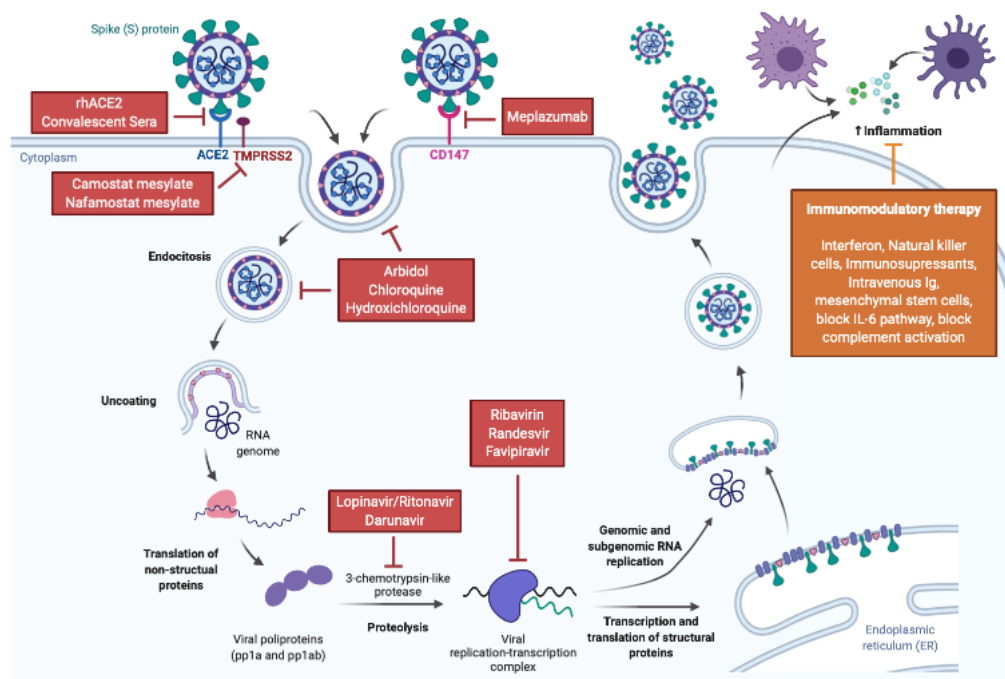 Spike (S) protein
rhACE2
Convalescent Sera
Meplazumab
Cytoplasm
ACE2
TMPRSS2
CD147
Camostat mesylate
Nafamostat mesylate
↑ Inflammation
Immunomodulatory therapy
Interferon, Natural killer
cells, Immunosupressants,
Intravenous Ig,
mesenchymal stem cells,
block IL-6 pathway, block
complement activation
Endocitosis
Arbidol
Chloroquine
Hydroxichloroquine
Uncoating
RNA
genome
Ribavirin
Randesvir
Favipiravir
Lopinavir/Ritonavir
Darunavir
Translation of
non-structual
proteins
3-chemotrypsin-like
protease
Proteolysis
Viral poliproteins
(pp1a and pp1ab)
Viral
replication-transcription
complex
Genomic and
subgenomic RNA
replication
Transcription and
translation of structural
proteins
Endoplasmic
reticulum (ER)